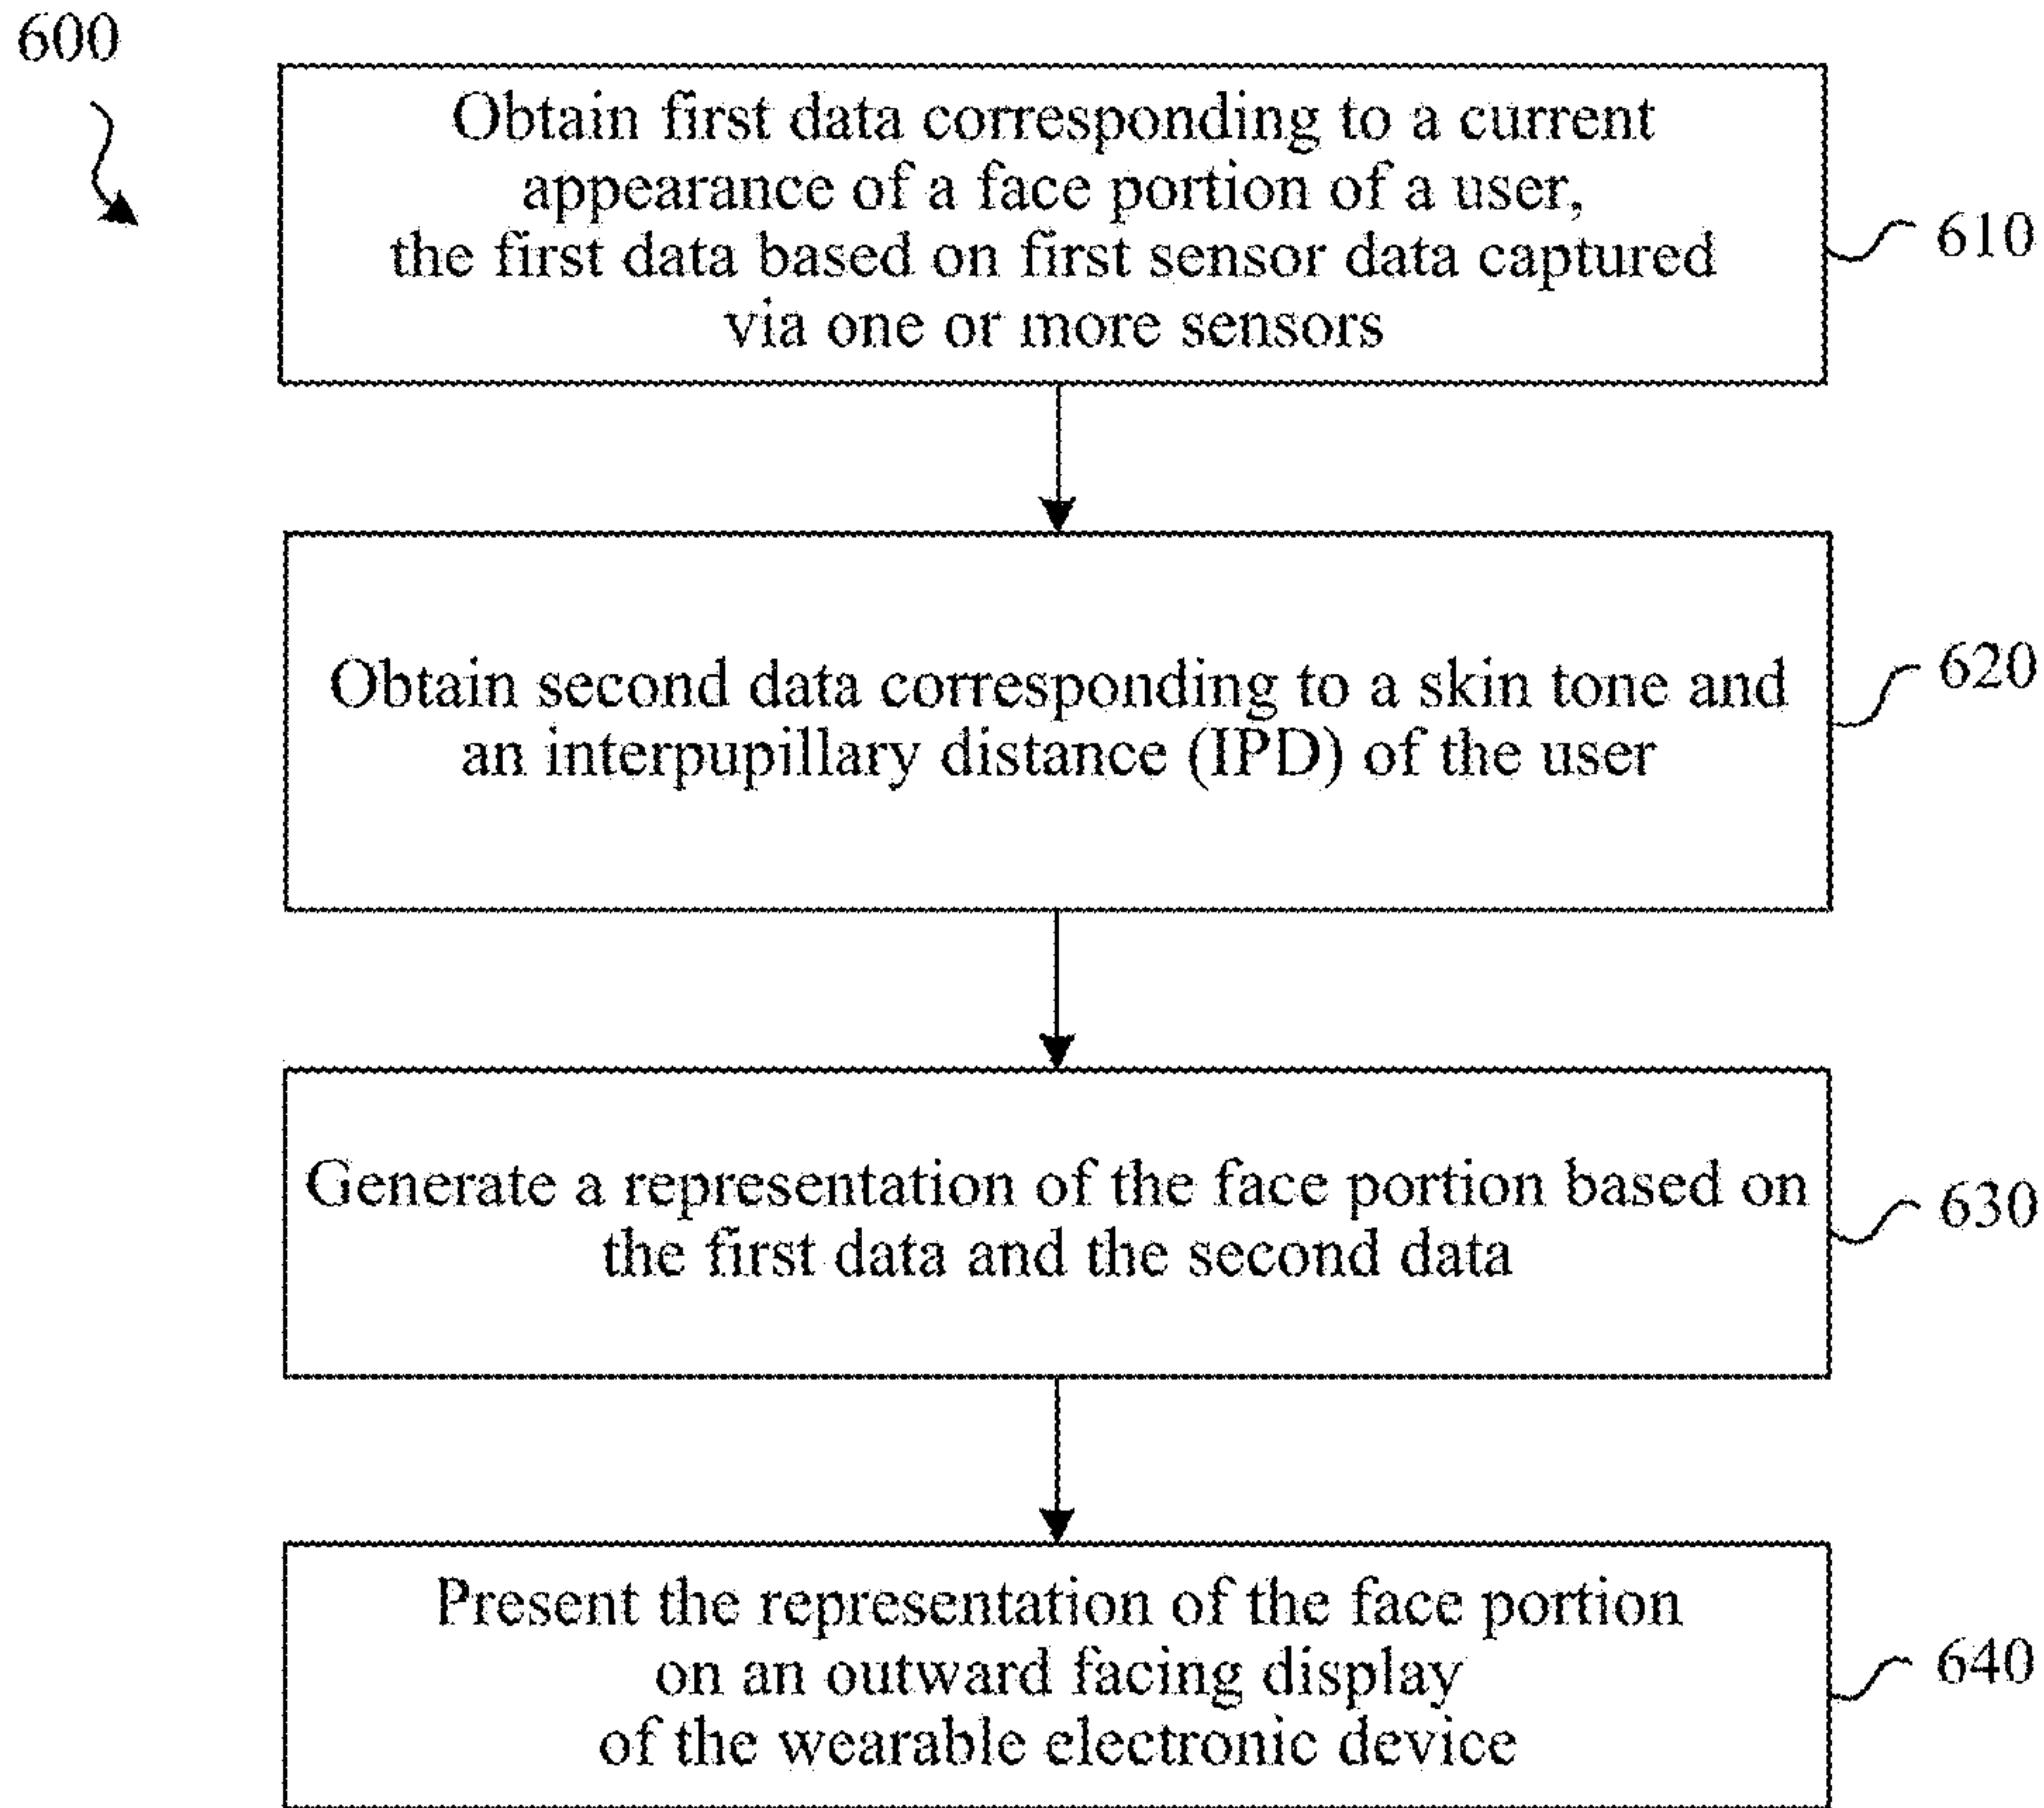 600
Obtain first data corresponding to a current
appearance of a face portion of a user,
the first data based on first sensor data captured
via one or more sensors
610
Obtain second data corresponding to a skin tone and
an interpupillary distance (IPD) of the user
620
Generate a representation of the face portion based on
the first data and the second data
630
Present the representation of the face portion
on an outward facing display
of the wearable electronic device
640